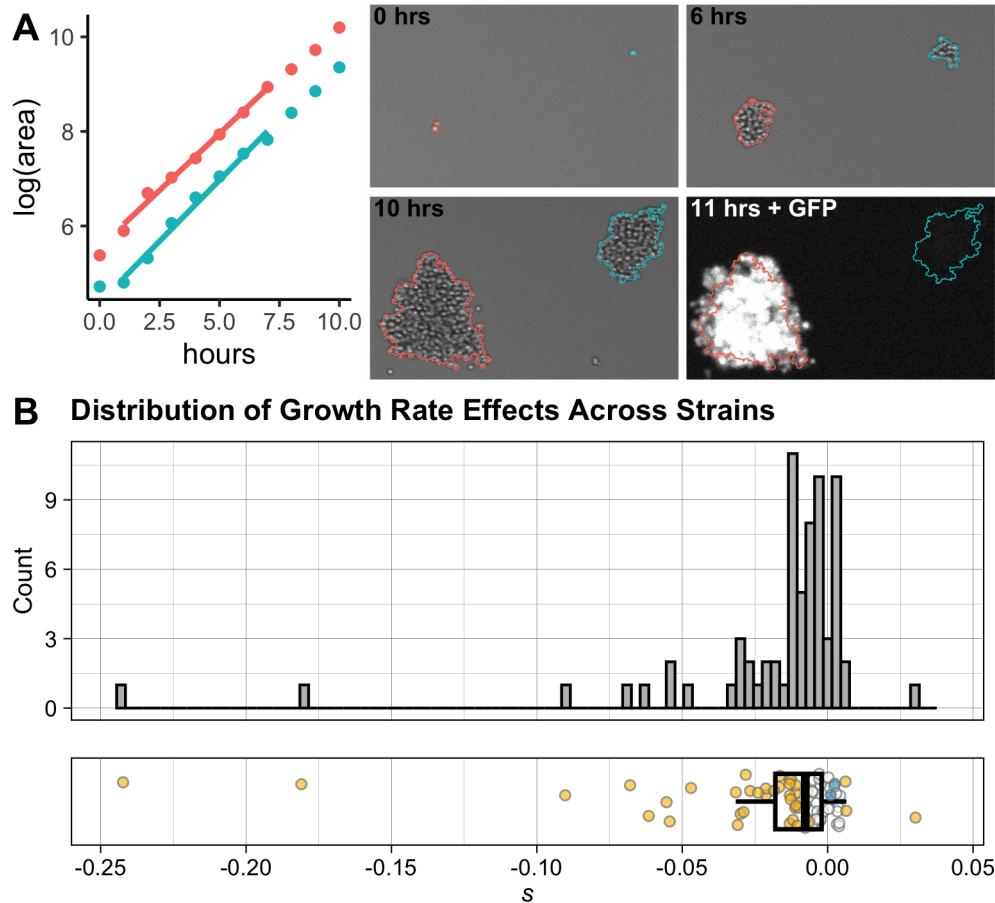 A
10
8
6
log(area)
0.0 2.5 5.0 7.5 10.0
hours
0 hrs
6 hrs
10 hrs
11 hrs + GFP
B Distribution of Growth Rate Effects Across Strains
9
6
3
0
Count
-0.25 -0.20 -0.15 -0.10 -0.05 0.00 0.05
s